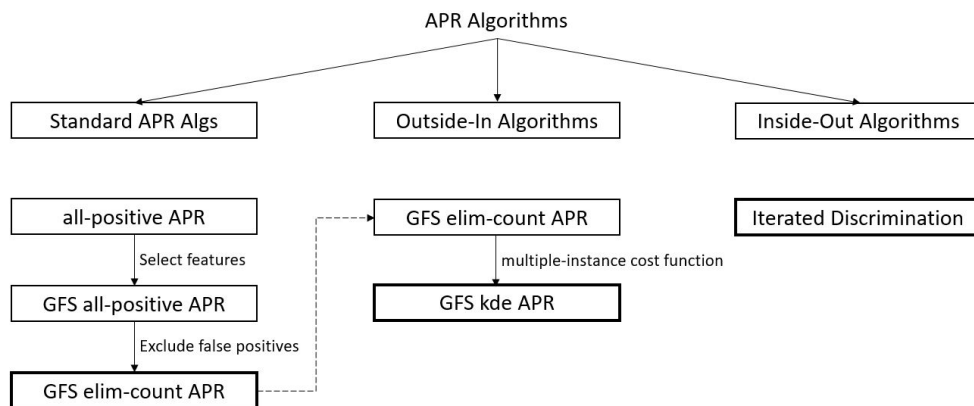 APR Algorithms
Standard APR Algs
Outside-In Algorithms
Inside-Out Algorithms
all-positive APR
GFS elim-count APR
Iterated Discrimination
Select features
multiple-instance cost function
GFS all-positive APR
GFS kde APR
Exclude false positives
GFS elim-count APR